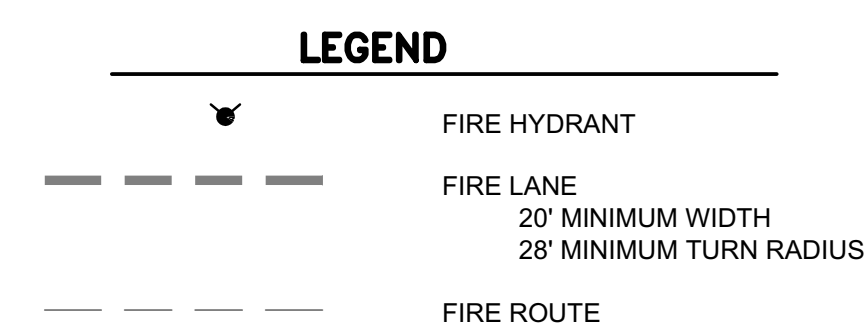 LEGEND
FIRE HYDRANT
FIRE LANE
20' MINIMUM WIDTH
28' MINIMUM TURN RADIUS
FIRE ROUTE